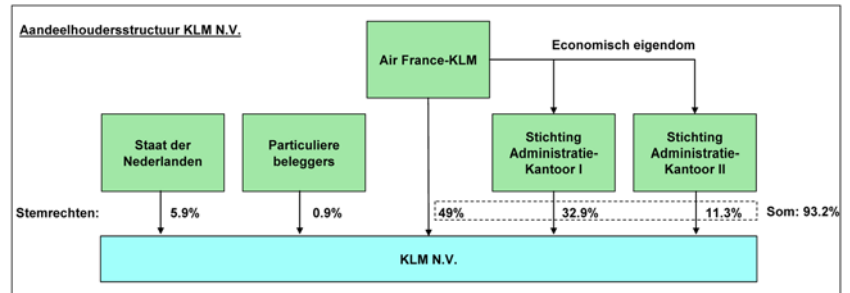 Aandeelhoudersstructuur KLM N.V.
Air France-KLM
Economisch eigendom
Staat der
Nederlanden
Particuliere
beleggers
Stichting
Administratie-
Kantoor I
Stichting
Administratie-
Kantoor II
Stemrechten:
5.9%
0.9%
49%
32.9%
11.3%
Som: 93.2%
KLM N.V.